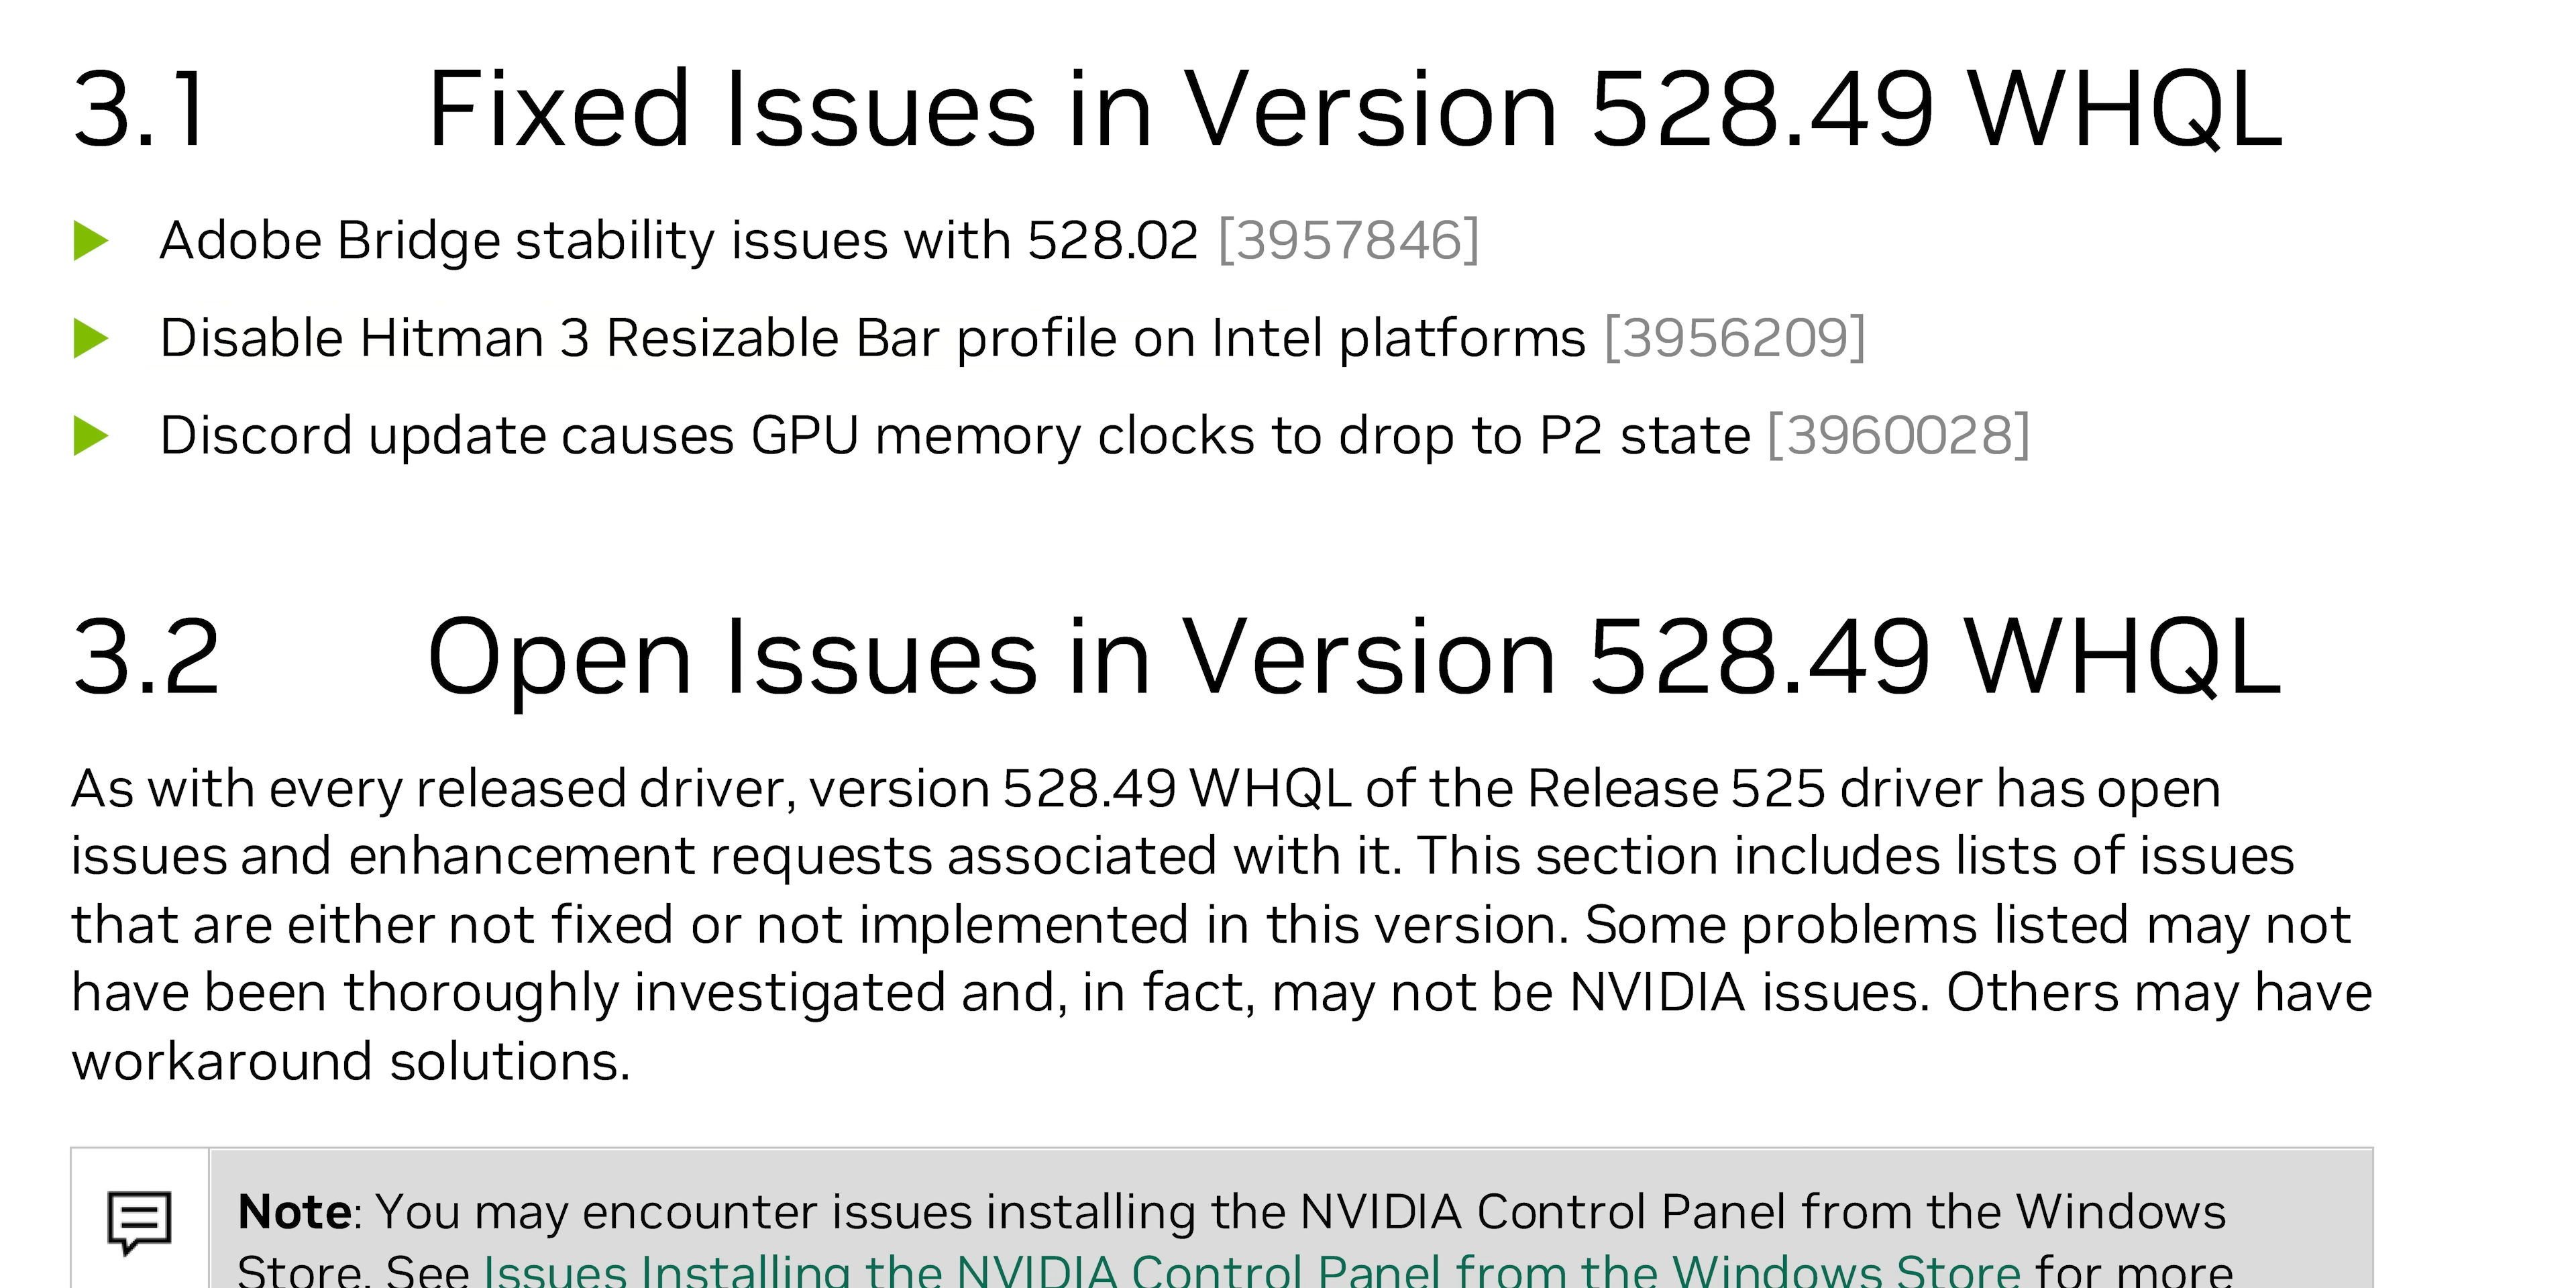 3.1 Fixed Issues in Version 528.49 WHQL
Adobe Bridge stability issues with 528.02 [3957846]
Disable Hitman 3 Resizable Bar profile on Intel platforms [3956209]
Discord update causes GPU memory clocks to drop to P2 state [3960028]
3.2 Open Issues in Version 528.49 WHQL
As with every released driver, version 528.49 WHQL of the Release 525 driver has open
issues and enhancement requests associated with it. This section includes lists of issues
that are either not fixed or not implemented in this version. Some problems listed may not
have been thoroughly investigated and, in fact, may not be NVIDIA issues. Others may have
workaround solutions.
Note: You may encounter issues installing the NVIDIA Control Panel from the Windows
Store. See Issues Installing the NVIDIA Control Panel from the Windows Store for more